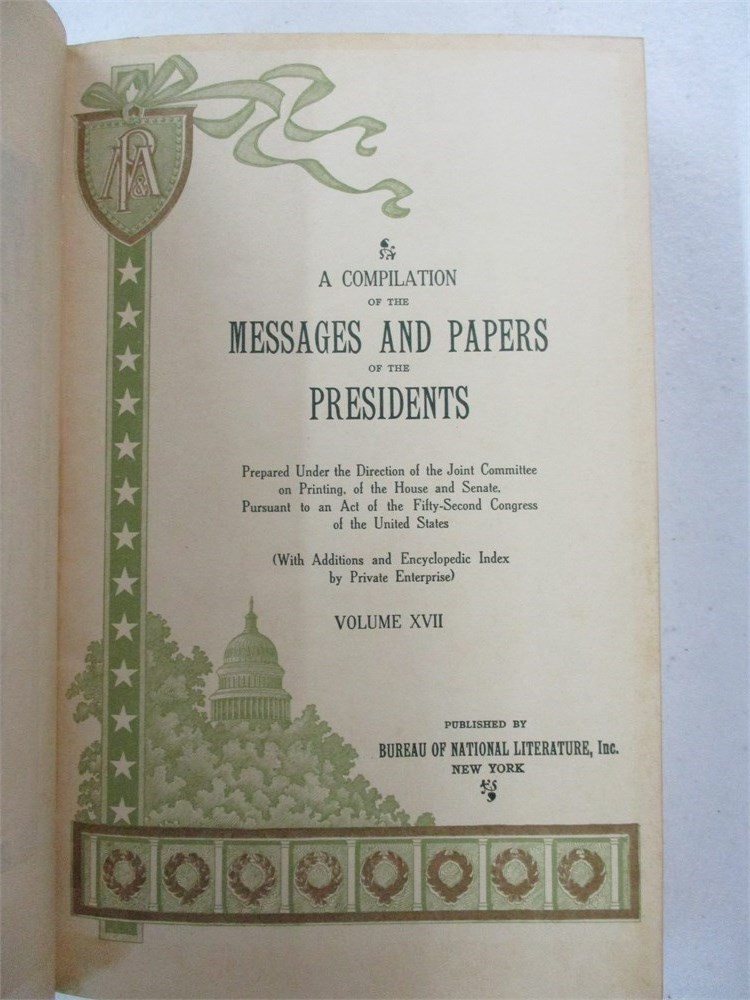 P
A & A
A COMPILATION
OF THE
MESSAGES AND PAPERS
OF THE
PRESIDENTS
Prepared Under the Direction of the Joint Committee
on Printing, of the House and Senate,
Pursuant to an Act of the Fifty-Second Congress
of the United States
(With Additions and Encyclopedic Index
by Private Enterprise)
VOLUME XVII
PUBLISHED BY
BUREAU OF NATIONAL LITERATURE, Inc.
NEW YORK